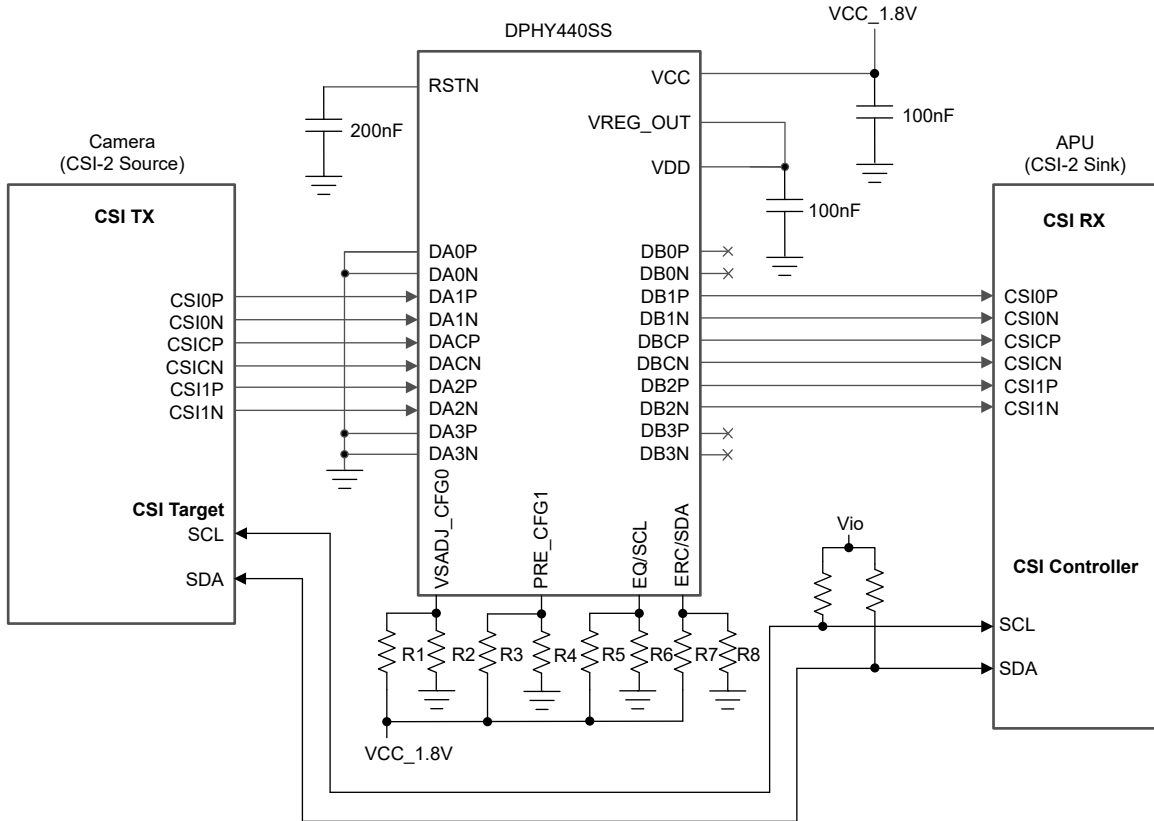 VCC_1.8V
DPHY440SS
RSTN
VCC
200nF
100nF
VREG_OUT
VDD
100nF
Camera
(CSI-2 Source)
CSI TX
CSI0P
CSI0N
CSICP
CSICN
CSI1P
CSI1N
CSI Target
SCL
SDA
DA0P
DA0N
DA1P
DA1N
DACP
DACN
DA2P
DA2N
DA3P
DA3N
DB0P
DB0N
DB1P
DB1N
DBCP
DBCN
DB2P
DB2N
DB3P
DB3N
VSADJ_CFG0
PRE_CFG1
EQ/SCL
ERC/SDA
APU
(CSI-2 Sink)
CSI RX
CSI0P
CSI0N
CSICP
CSICN
CSI1P
CSI1N
Vio
CSI Controller
SCL
SDA
R1
R2
R3
R4
R5
R6
R7
R8
VCC_1.8V